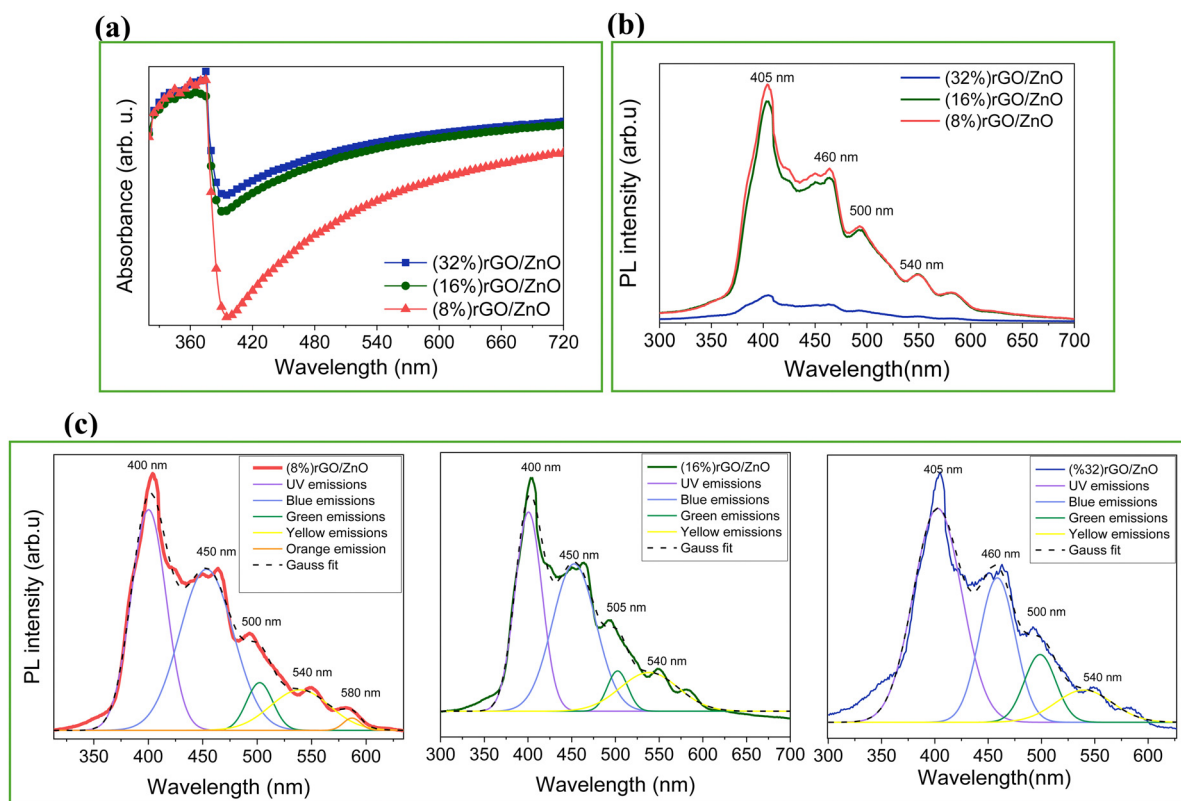 (a)
Absorbance (arb. u.)
(32%)rGO/ZnO
(16%)rGO/ZnO
(8%)rGO/ZnO
360 420 480 540 600 660 720
Wavelength (nm)
(b)
PL intensity (arb.u)
405 nm
460 nm
500 nm
540 nm
(32%)rGO/ZnO
(16%)rGO/ZnO
(8%)rGO/ZnO
300 350 400 450 500 550 600 650 700
Wavelength(nm)
(c)
PL intensity (arb.u)
400 nm
450 nm
500 nm
540 nm
580 nm
(8%)rGO/ZnO
UV emissions
Blue emissions
Green emissions
Yellow emissions
Orange emission
Gauss fit
350 400 450 500 550 600
Wavelength (nm)
400 nm
450 nm
505 nm
540 nm
(16%)rGO/ZnO
UV emissions
Blue emissions
Green emissions
Yellow emissions
Gauss fit
300 350 400 450 500 550 600 650 700
Wavelength (nm)
405 nm
460 nm
500 nm
540 nm
(%32)rGO/ZnO
UV emissions
Blue emissions
Green emissions
Yellow emissions
Gauss fit
300 350 400 450 500 550 600
Wavelength(nm)